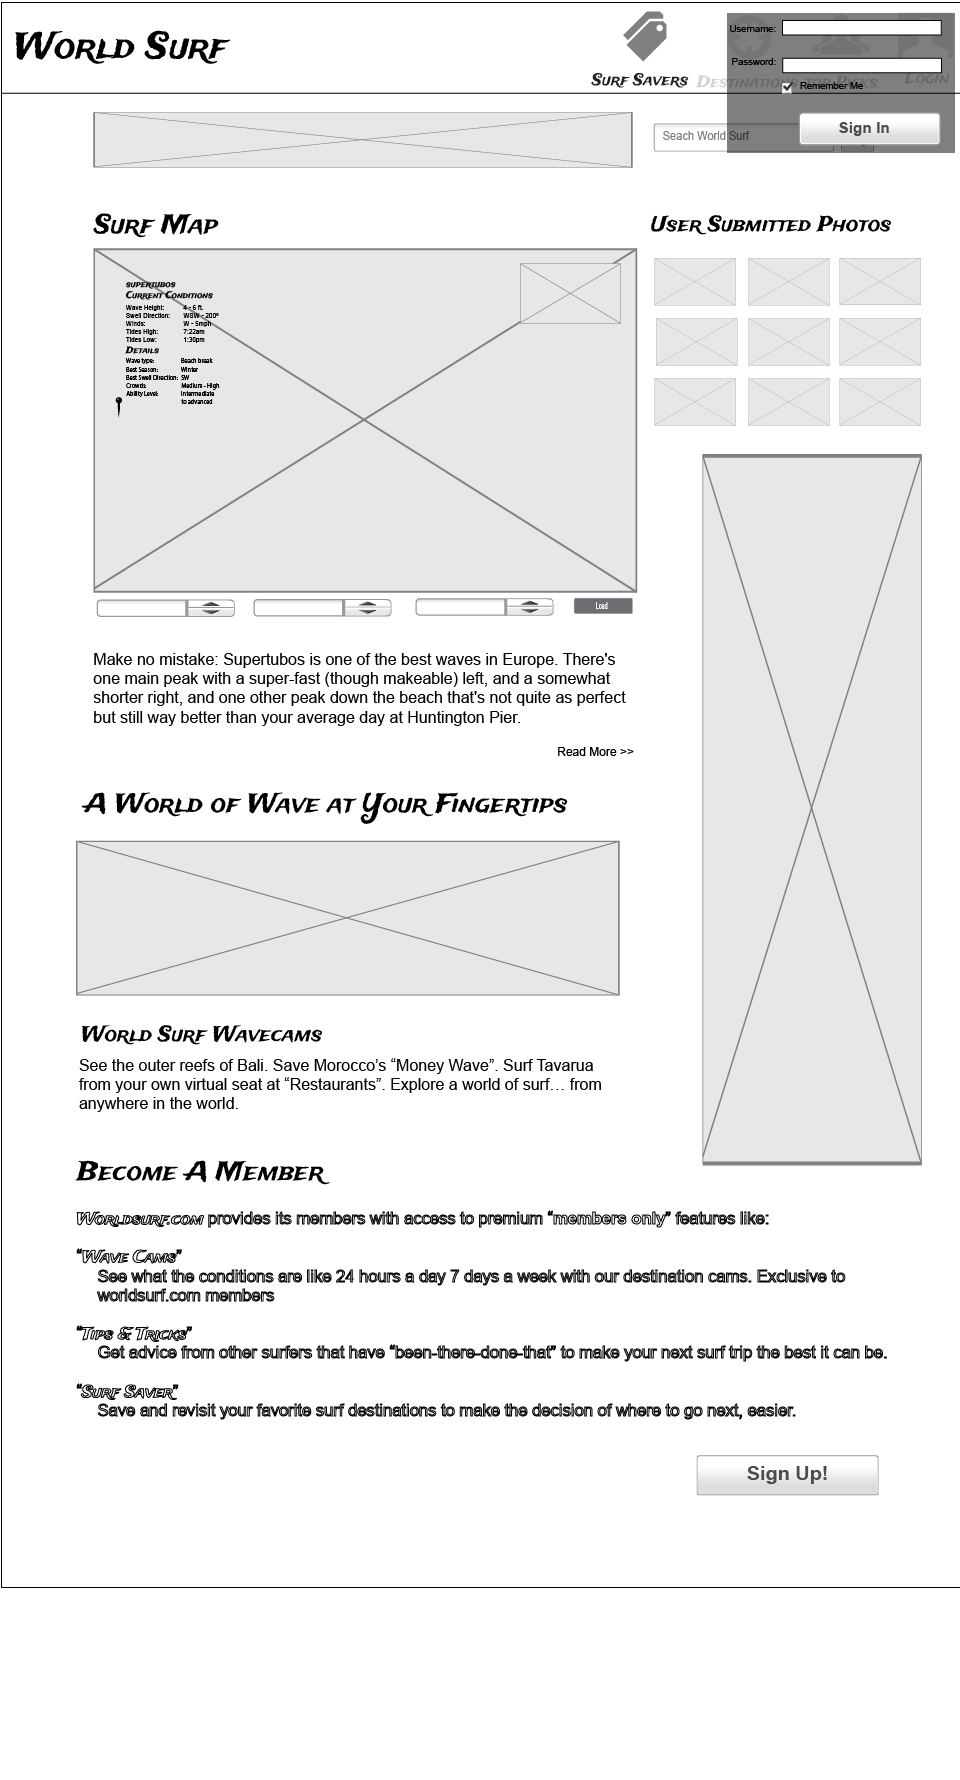 World Surf
Surf Savers
Destinations
Top Picks
Login
Username:
Password:
Remember Me
Sign In
Seach World Surf
Surf Map
User Submitted Photos
supertubos
Current Conditions
Wave Height: 4 - 6 ft.
Swell Direction: WSW - 200º
Winds: W - 5mph
Tides High: 7:22am
Tides Low: 1:30pm
Details
Wave type: Beach break
Best Season: Winter
Best Swell Direction: SW
Crowds: Medium - High
Ability Level: Intermediate
to advanced
Load
Make no mistake: Supertubos is one of the best waves in Europe. There's
one main peak with a super-fast (though makeable) left, and a somewhat
shorter right, and one other peak down the beach that's not quite as perfect
but still way better than your average day at Huntington Pier.
Read More >>
A World of Wave at Your Fingertips
World Surf Wavecams
See the outer reefs of Bali. Save Morocco’s “Money Wave”. Surf Tavarua
from your own virtual seat at “Restaurants”. Explore a world of surf… from
anywhere in the world.
Become A Member
Worldsurf.com provides its members with access to premium “members only” features like:
“Wave Cams”
See what the conditions are like 24 hours a day 7 days a week with our destination cams. Exclusive to
worldsurf.com members
“Tips & Tricks”
Get advice from other surfers that have “been-there-done-that” to make your next surf trip the best it can be.
“Surf Saver”
Save and revisit your favorite surf destinations to make the decision of where to go next, easier.
Sign Up!